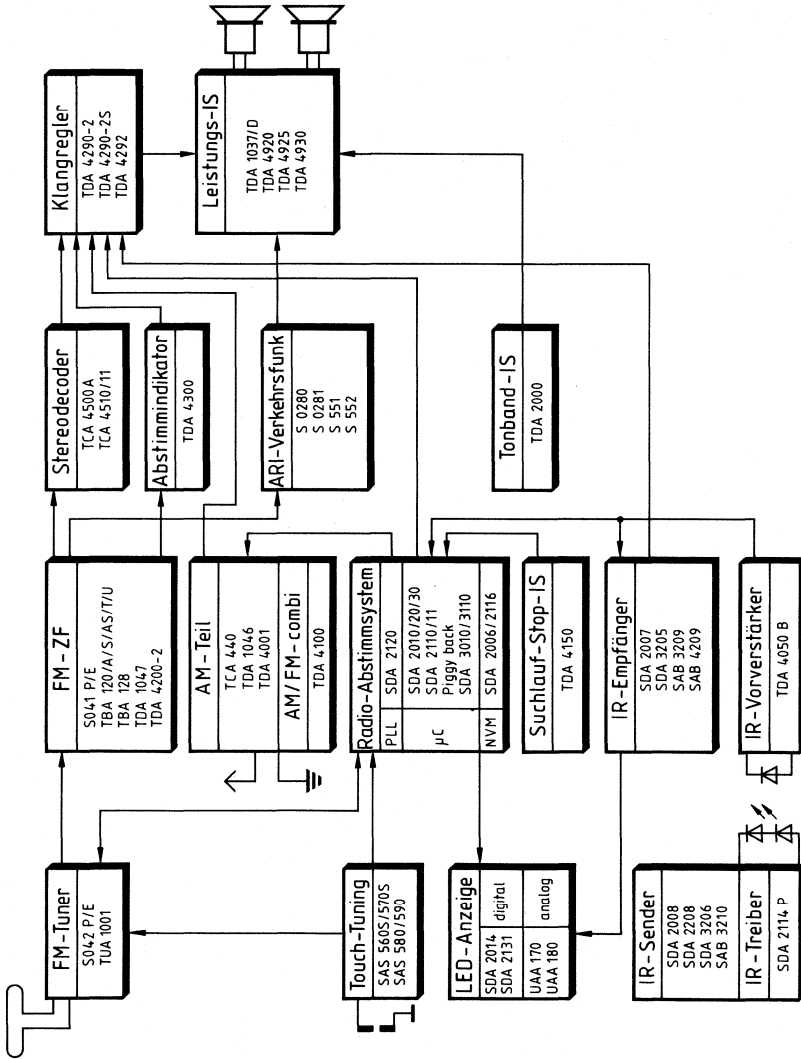 FM-Tuner
S042 P/E
TUA 1001
FM-ZF
S041 P/E
TBA 120/A/S/AS/T/U
TBA 128
TDA 1047
TDA 4200-2
Stereodecoder
TCA 4500A
TCA 4510/11
Abstimmindikator
TDA 4300
Klangregler
TDA 4290-2
TDA 4290-2S
TDA 4292
Leistungs-IS
TDA 1037/D
TDA 4920
TDA 4925
TDA 4930
AM-Teil
TCA 440
TDA 1046
TDA 4001
AM/FM-combi
TDA 4100
ARI-Verkehrsfunk
S 0280
S 0281
S 551
S 552
Touch-Tuning
SAS 560S/570S
SAS 580/590
Radio-Abstimmsystem
PLL SDA 2120
µC
SDA 2010/20/30
SDA 2110/11
Piggy back
SDA 3010/3110
NVM SDA 2006/2116
Tonband-IS
TDA 2000
LED-Anzeige
SDA 2014
SDA 2131
digital
UAA 170
UAA 180
analog
Suchlauf-Stop-IS
TDA 4150
IR-Sender
SDA 2008
SDA 2208
SDA 3206
SAB 3210
IR-Treiber
SDA 2114 P
IR-Empfänger
SDA 2007
SDA 3205
SAB 3209
SAB 4209
IR-Vorverstärker
TDA 4050 B